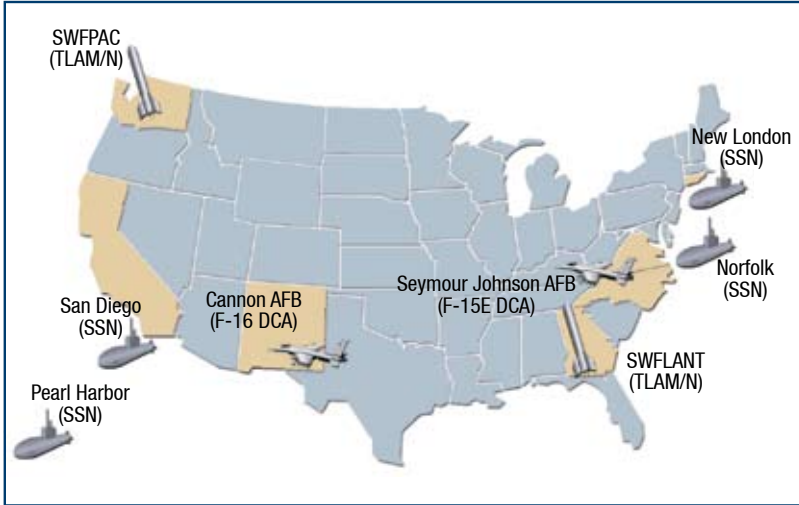 SWFPAC
(TLAM/N)
New London
(SSN)
Norfolk
(SSN)
Seymour Johnson AFB
(F-15E DCA)
Cannon AFB
(F-16 DCA)
San Diego
(SSN)
SWFLANT
(TLAM/N)
Pearl Harbor
(SSN)